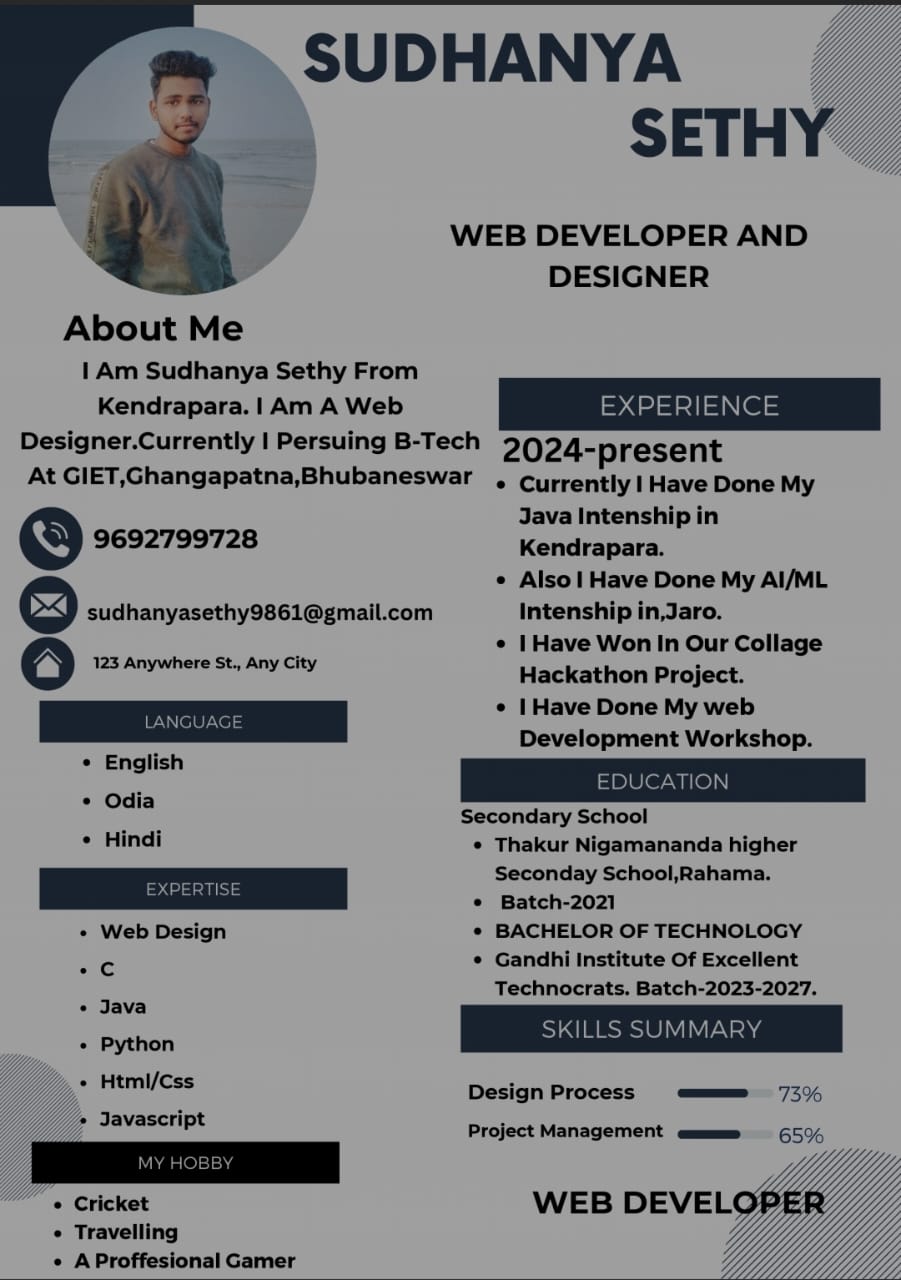 SUDHANYA
SETHY
WEB DEVELOPER AND
DESIGNER
About Me
I Am Sudhanya Sethy From
Kendrapara. I Am A Web
Designer.Currently I Persuing B-Tech
At GIET,Ghangapatna,Bhubaneswar
9692799728
sudhanyasethy9861@gmail.com
123 Anywhere St., Any City
LANGUAGE
• English
• Odia
• Hindi
EXPERTISE
• Web Design
• C
• Java
• Python
• Html/Css
• Javascript
MY HOBBY
• Cricket
• Travelling
• A Proffesional Gamer
EXPERIENCE
2024-present
• Currently I Have Done My
Java Intenship in
Kendrapara.
• Also I Have Done My AI/ML
Intenship in,Jaro.
• I Have Won In Our Collage
Hackathon Project.
• I Have Done My web
Development Workshop.
EDUCATION
Secondary School
• Thakur Nigamananda higher
Seconday School,Rahama.
• Batch-2021
• BACHELOR OF TECHNOLOGY
• Gandhi Institute Of Excellent
Technocrats. Batch-2023-2027.
SKILLS SUMMARY
Design Process 73%
Project Management 65%
WEB DEVELOPER